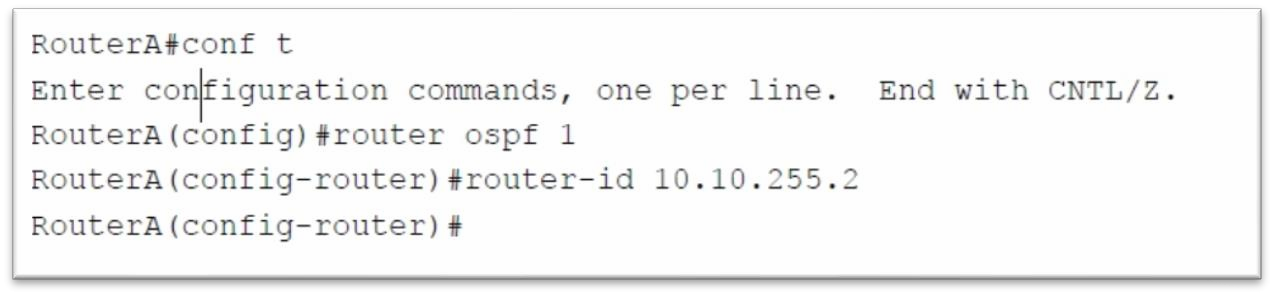 RouterA#conf t
Enter configuration commands, one per line.  End with CNTL/Z.
RouterA(config)#router ospf 1
RouterA(config-router)#router-id 10.10.255.2
RouterA(config-router)#